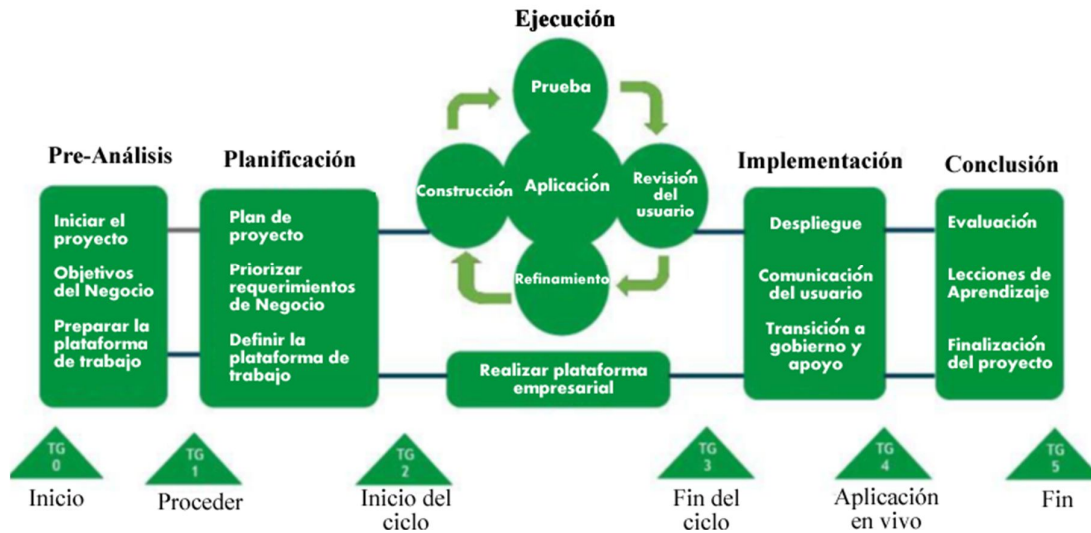 Ejecución
Prueba
Construcción
Aplicación
Revisión del
usuario
Refinamiento
Realizar plataforma
empresarial
Pre-Análisis
Iniciar el
proyecto
Objetivos
del Negocio
Preparar la
plataforma
de trabajo
Planificación
Plan de
proyecto
Priorizar
requerimientos
de Negocio
Definir la
plataforma de
trabajo
Implementación
Despliegue
Comunicación
del usuario
Transición a
gobierno y
apoyo
Conclusión
Evaluación
Lecciones de
Aprendizaje
Finalización
del proyecto
TG
0
Inicio
TG
1
Proceder
TG
2
Inicio del
ciclo
TG
3
Fin del
ciclo
TG
4
Aplicación
en vivo
TG
5
Fin